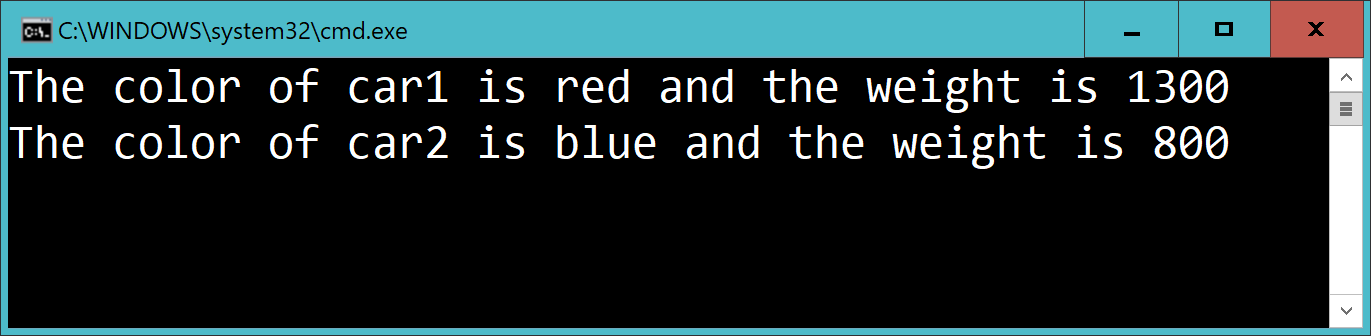 C:\WINDOWS\system32\cmd.exe
The color of car1 is red and the weight is 1300
The color of car2 is blue and the weight is 800